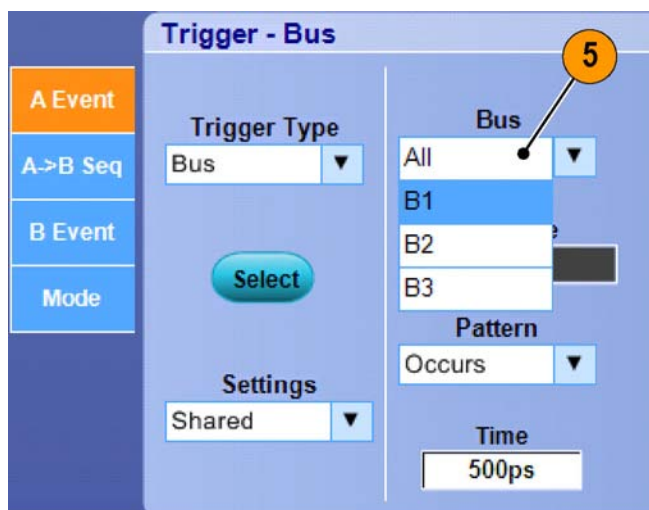 Trigger - Bus
5
A Event
A->B Seq
B Event
Mode
Trigger Type
Bus
Select
Settings
Shared
Bus
All
B1
B2
B3
Pattern
Occurs
Time
500ps